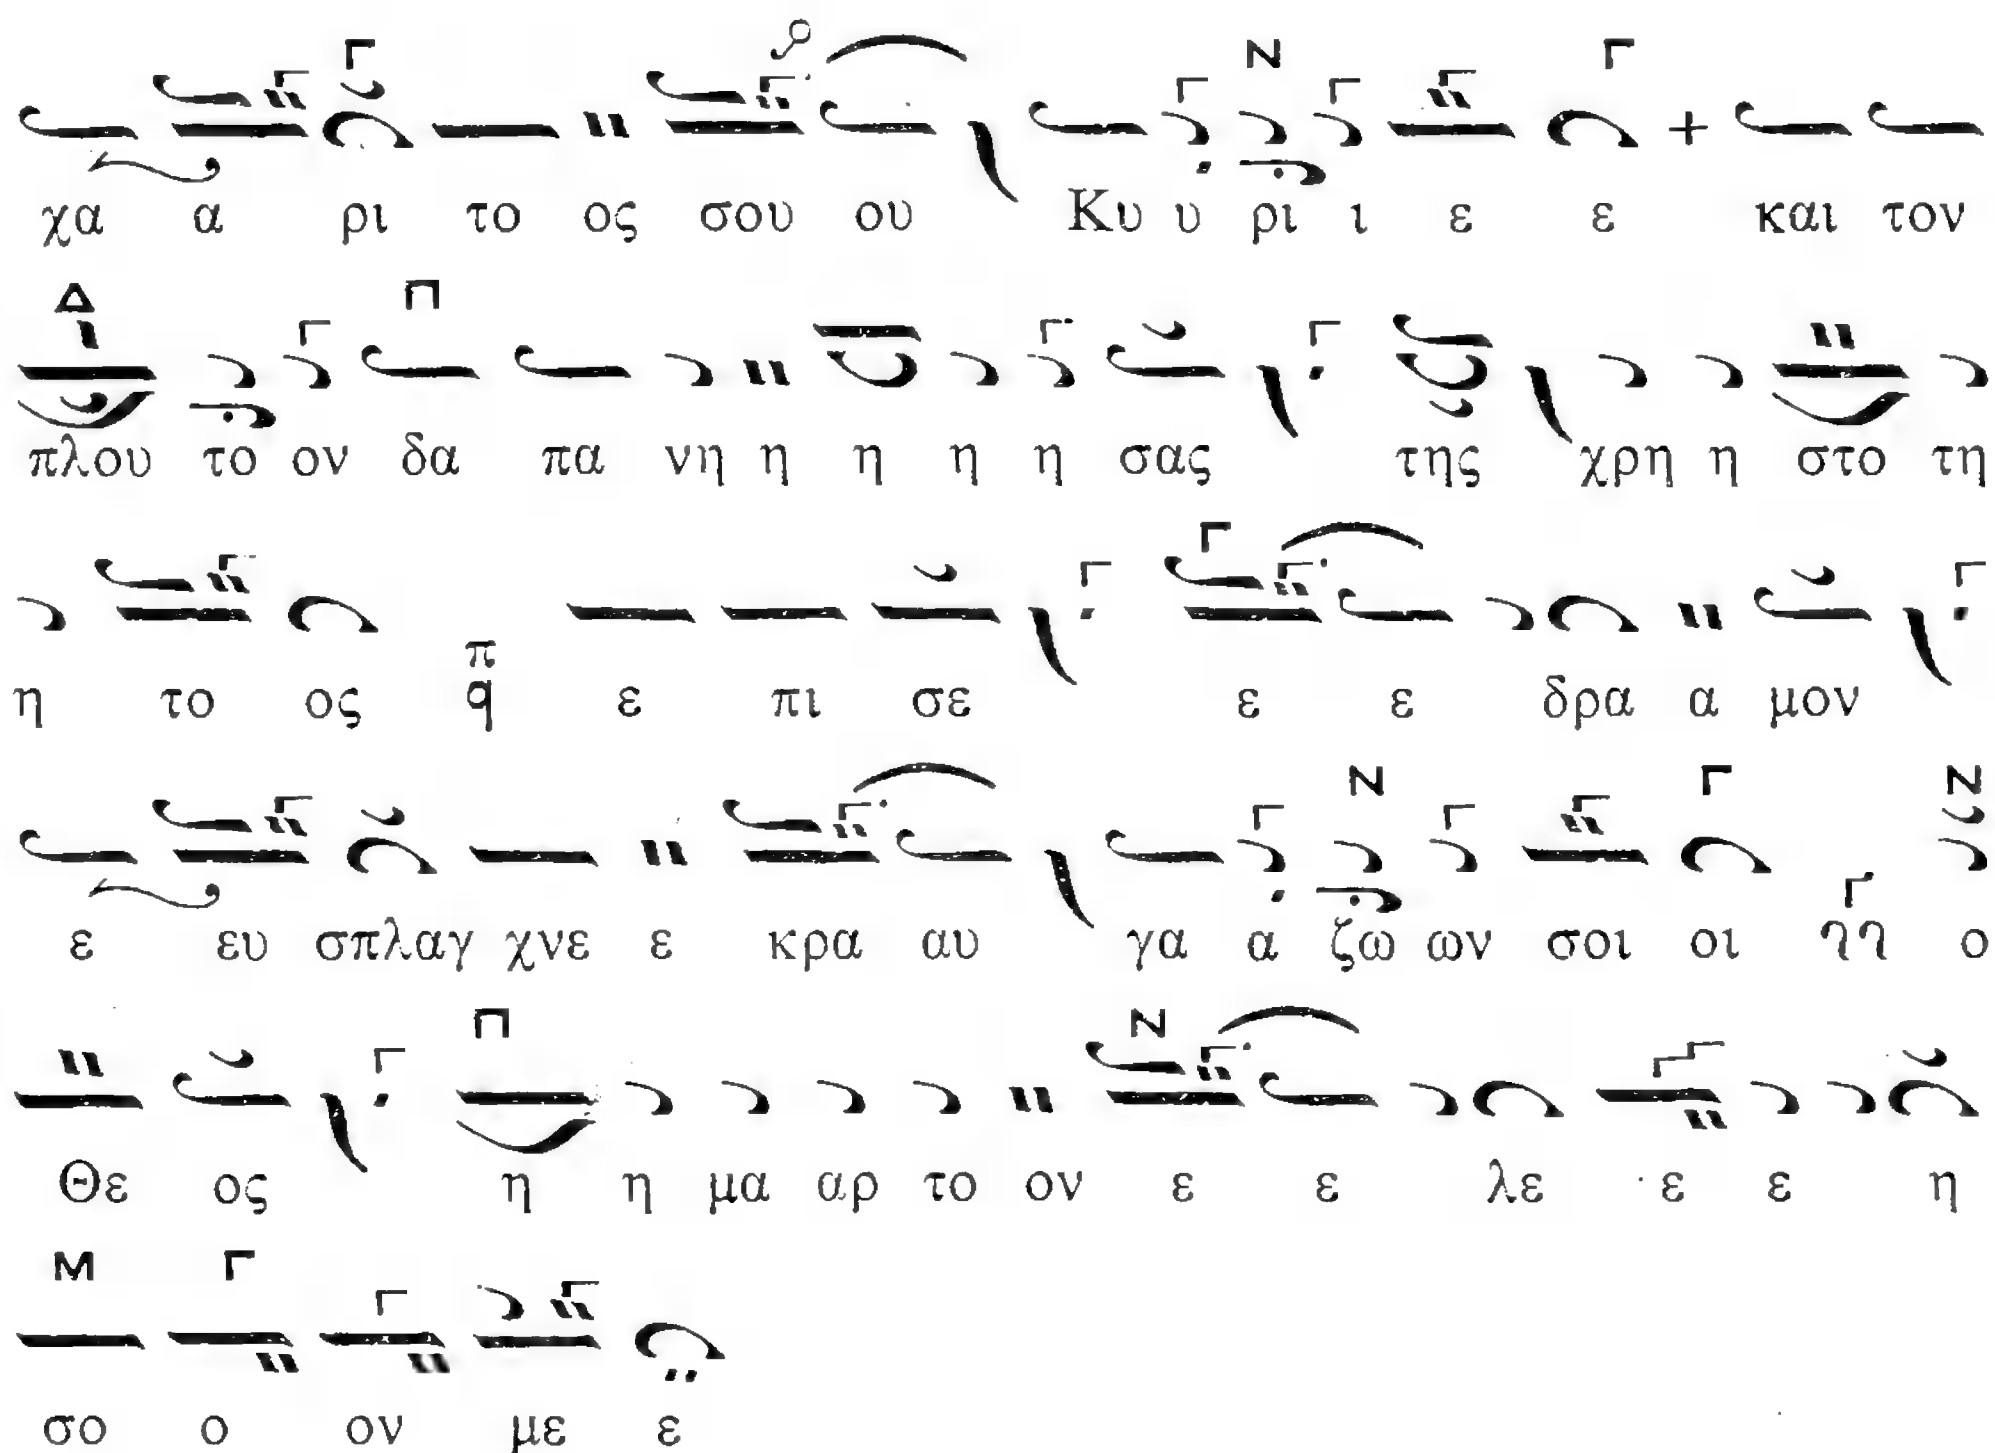 Γ Ν Γ
χα α ρι το ος σου ου Κυ υ ρι ι ε ε και τον
Δ Π
πλου το ον δα πα νη η η η η σας της χρη η στο τη
Γ
η το ος π q ε πι σε ε ε δρα α μον
Ν Γ Ν
ε ευ σπλαγ χνε ε κρα αυ γα α ζω ων σοι οι Γ ο
Π Ν
Θε ος η η μα αρ το ον ε ε λε ε ε η
Μ Γ
σο ο ον με ε